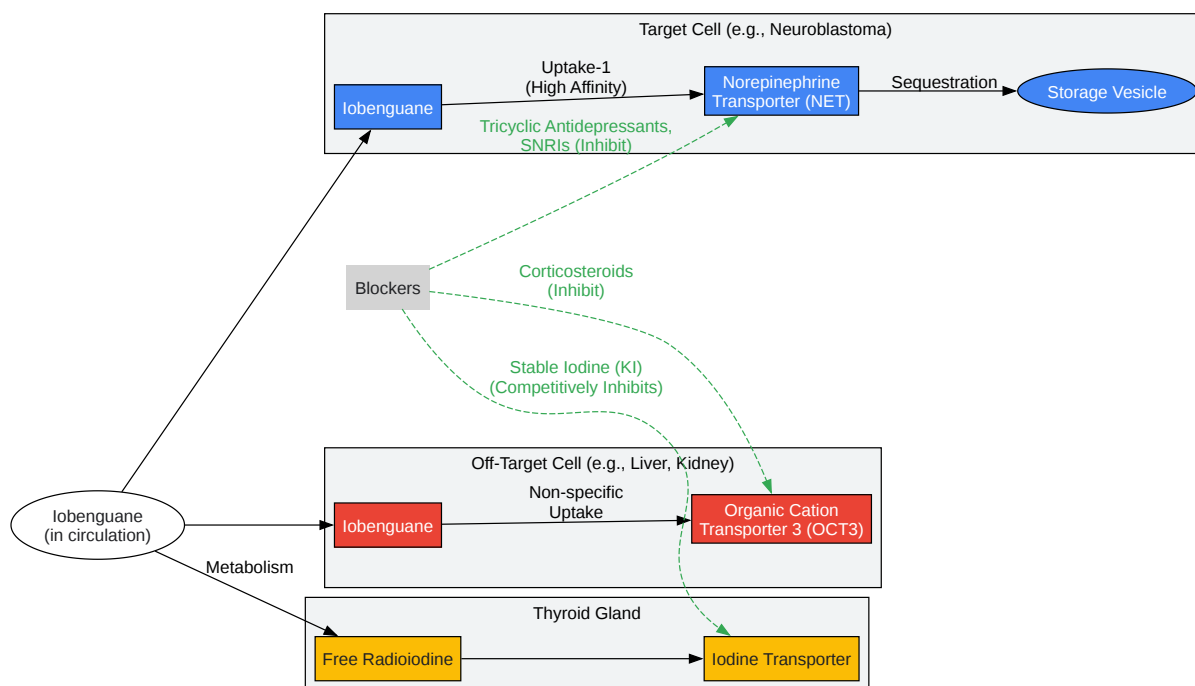 Target Cell (e.g., Neuroblastoma)
Iobenguane
Uptake-1
(High Affinity)
Norepinephrine
Transporter (NET)
Sequestration
Storage Vesicle
Tricyclic Antidepressants,
SNRIs (Inhibit)
Blockers
Corticosteroids
(Inhibit)
Stable Iodine (KI)
(Competitively Inhibits)
Off-Target Cell (e.g., Liver, Kidney)
Iobenguane
(in circulation)
Iobenguane
Non-specific
Uptake
Organic Cation
Transporter 3 (OCT3)
Metabolism
Thyroid Gland
Free Radioiodine
Iodine Transporter